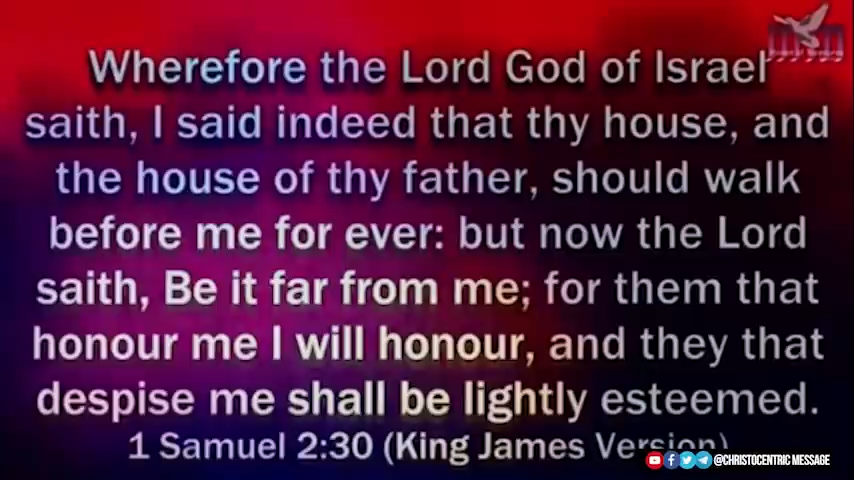 Wherefore the Lord God of Israel
saith, I said indeed that thy house, and
the house of thy father, should walk
before me for ever: but now the Lord
saith, Be it far from me; for them that
honour me I will honour, and they that
despise me shall be lightly esteemed.
1 Samuel 2:30 (King James Version)
@CHRISTOCENTRIC MESSAGE